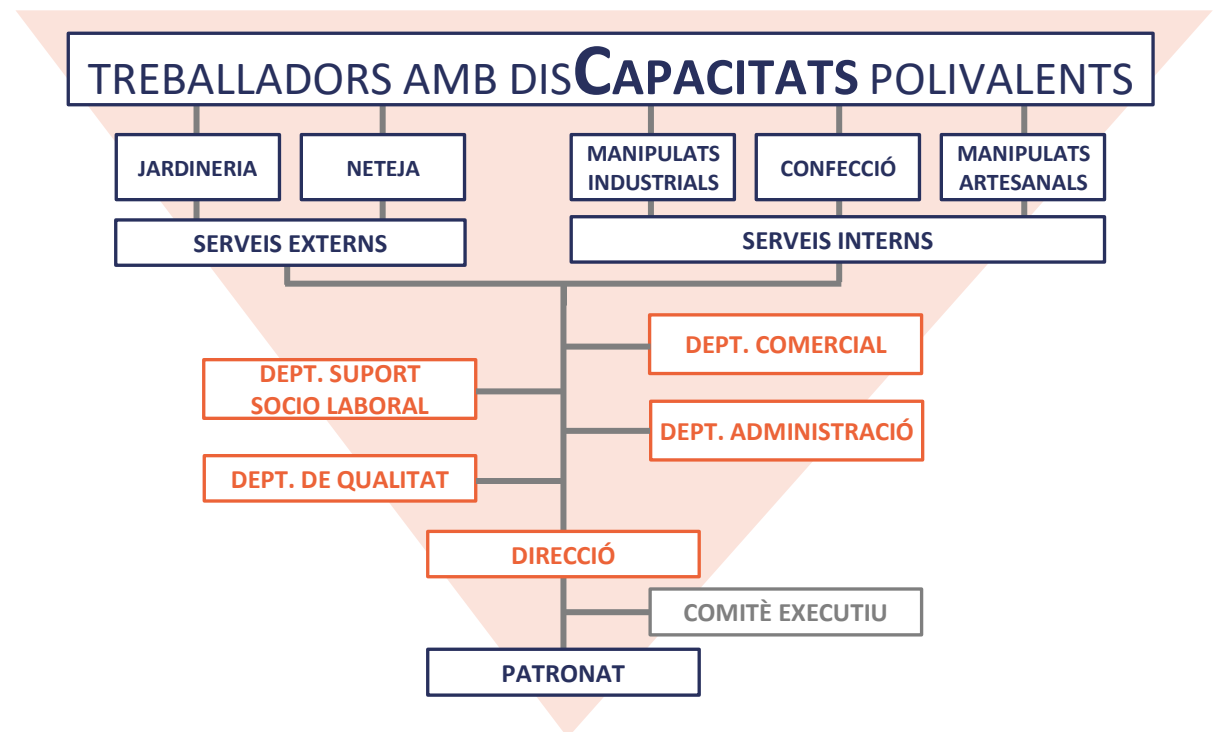 TREBALLADORS AMB DISCAPACITATS POLIVALENTS
JARDINERIA
NETEJA
MANIPULATS
INDUSTRIALS
CONFECCIÓ
MANIPULATS
ARTESANALS
SERVEIS EXTERNS
SERVEIS INTERNS
DEPT. COMERCIAL
DEPT. SUPORT
SOCIO LABORAL
DEPT. ADMINISTRACIÓ
DEPT. DE QUALITAT
DIRECCIÓ
COMITÈ EXECUTIU
PATRONAT